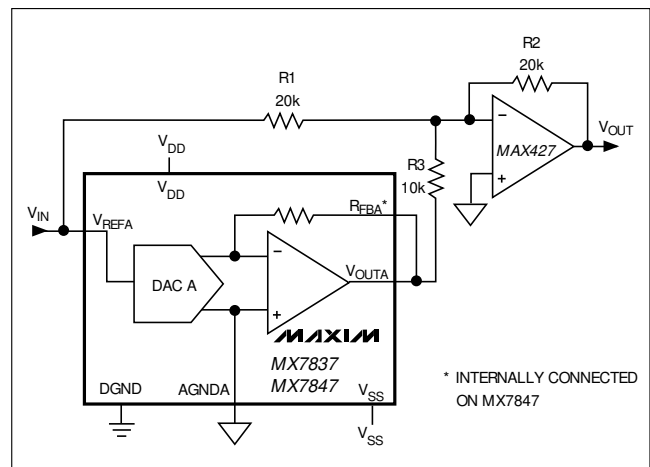 R2
20k
R1
20k
VDD
VDD
−
+
MAX427
VOUT
R3
10k
VIN
VREFA
RFBA*
DAC A
−
+
VOUTA
MAXIM
MX7837
MX7847
DGND
AGNDA
VSS
VSS
* INTERNALLY CONNECTED
ON MX7847